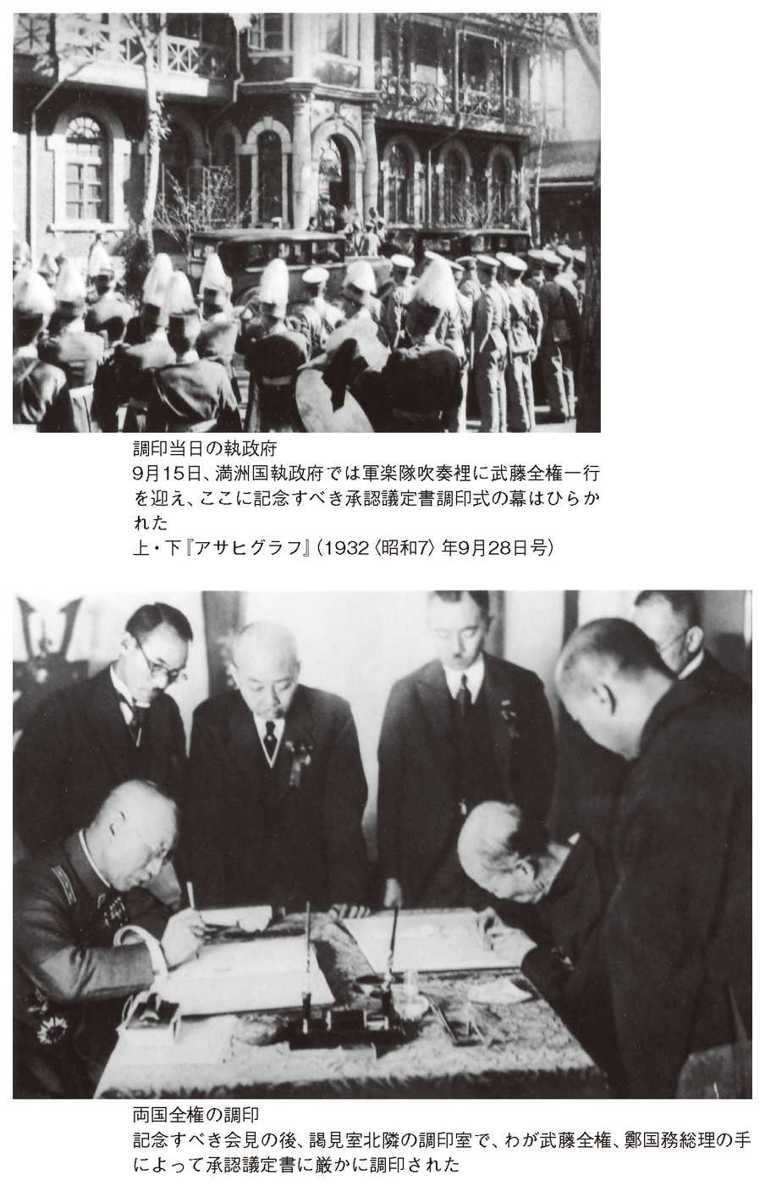 調印当日の執政府
9月15日、満洲国執政府では軍楽隊吹奏裡に武藤全権一行
を迎え、ここに記念すべき承認議定書調印式の幕はひらか
れた
上・下『アサヒグラフ』(1932〈昭和7〉年9月28日号)
両国全権の調印
記念すべき会見の後、謁見室北隣の調印室で、わが武藤全権、鄭国務総理の手
によって承認議定書に厳かに調印された